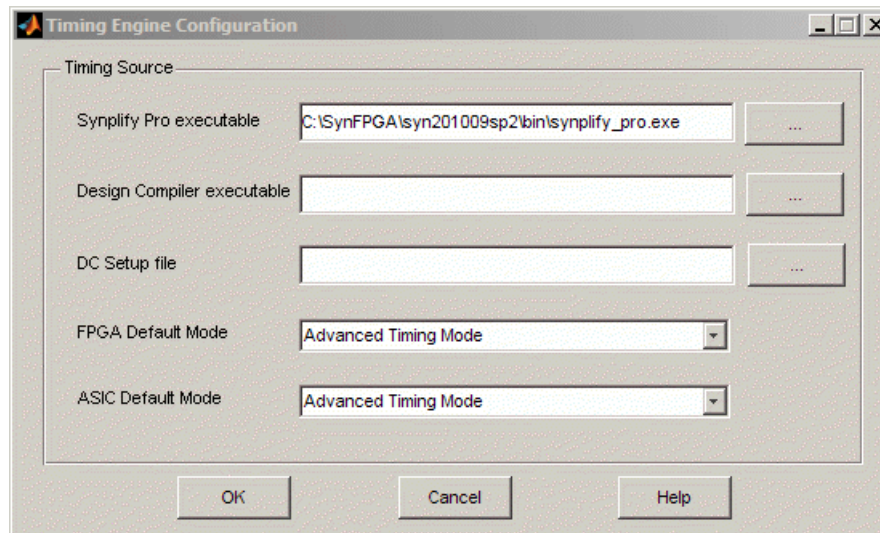 Timing Engine Configuration
Timing Source
Synplify Pro executable C:\SynFPGA\syn201009sp2\bin\synplify_pro.exe ...
Design Compiler executable ...
DC Setup file ...
FPGA Default Mode Advanced Timing Mode
ASIC Default Mode Advanced Timing Mode
OK Cancel Help